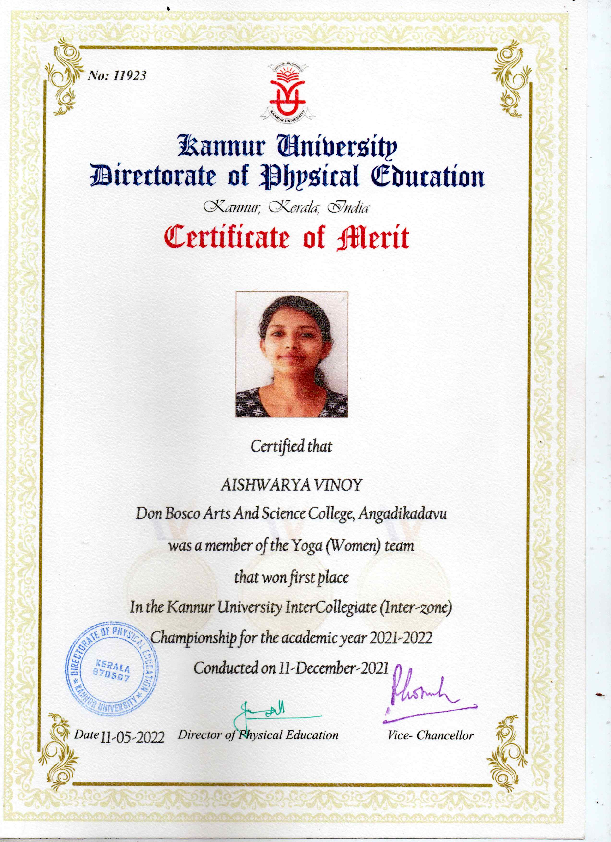 No: 11923
KANNUR UNIVERSITY
Kannur University
Directorate of Physical Education
Kannur, Kerala, India
Certificate of Merit
Certified that
AISHWARYA VINOY
Don Bosco Arts And Science College, Angadikadavu
was a member of the Yoga (Women) team
that won first place
In the Kannur University InterCollegiate (Inter-zone)
Championship for the academic year 2021-2022
Conducted on 11-December-2021
DIRECTORATE OF PHYSICAL EDUCATION
KERALA
670567
KANNUR UNIVERSITY
Date 11-05-2022 Director of Physical Education Vice- Chancellor